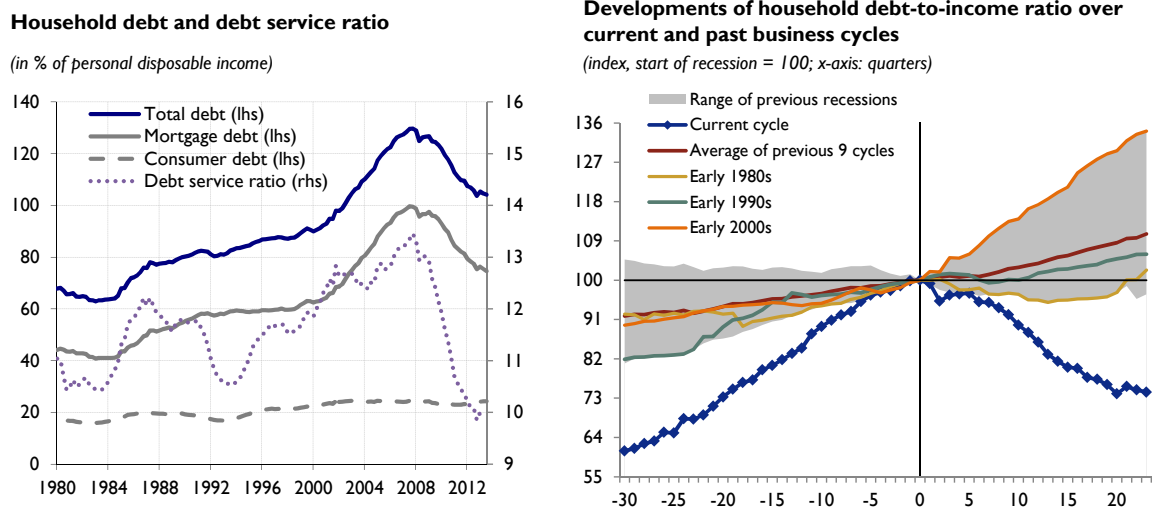 Household debt and debt service ratio
(in % of personal disposable income)
140
120
100
80
60
40
20
0
16
15
14
13
12
11
10
9
Total debt (lhs)
Mortgage debt (lhs)
Consumer debt (lhs)
Debt service ratio (rhs)
1980 1984 1988 1992 1996 2000 2004 2008 2012
Developments of household debt-to-income ratio over
current and past business cycles
(index, start of recession = 100; x-axis: quarters)
Range of previous recessions
Current cycle
Average of previous 9 cycles
Early 1980s
Early 1990s
Early 2000s
136
127
118
109
100
91
82
73
64
55
-30 -25 -20 -15 -10 -5 0 5 10 15 20